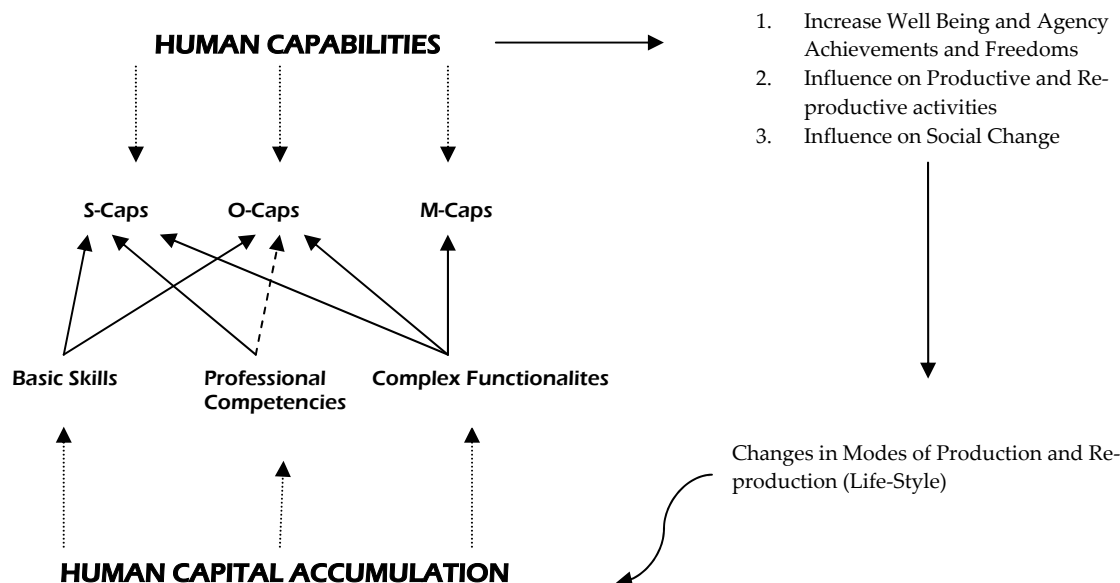 HUMAN CAPABILITIES
1. Increase Well Being and Agency
Achievements and Freedoms
2. Influence on Productive and Re-
productive activities
3. Influence on Social Change
S-Caps O-Caps M-Caps
Basic Skills Professional Complex Functionalites
Competencies
Changes in Modes of Production and Re-
production (Life-Style)
HUMAN CAPITAL ACCUMULATION